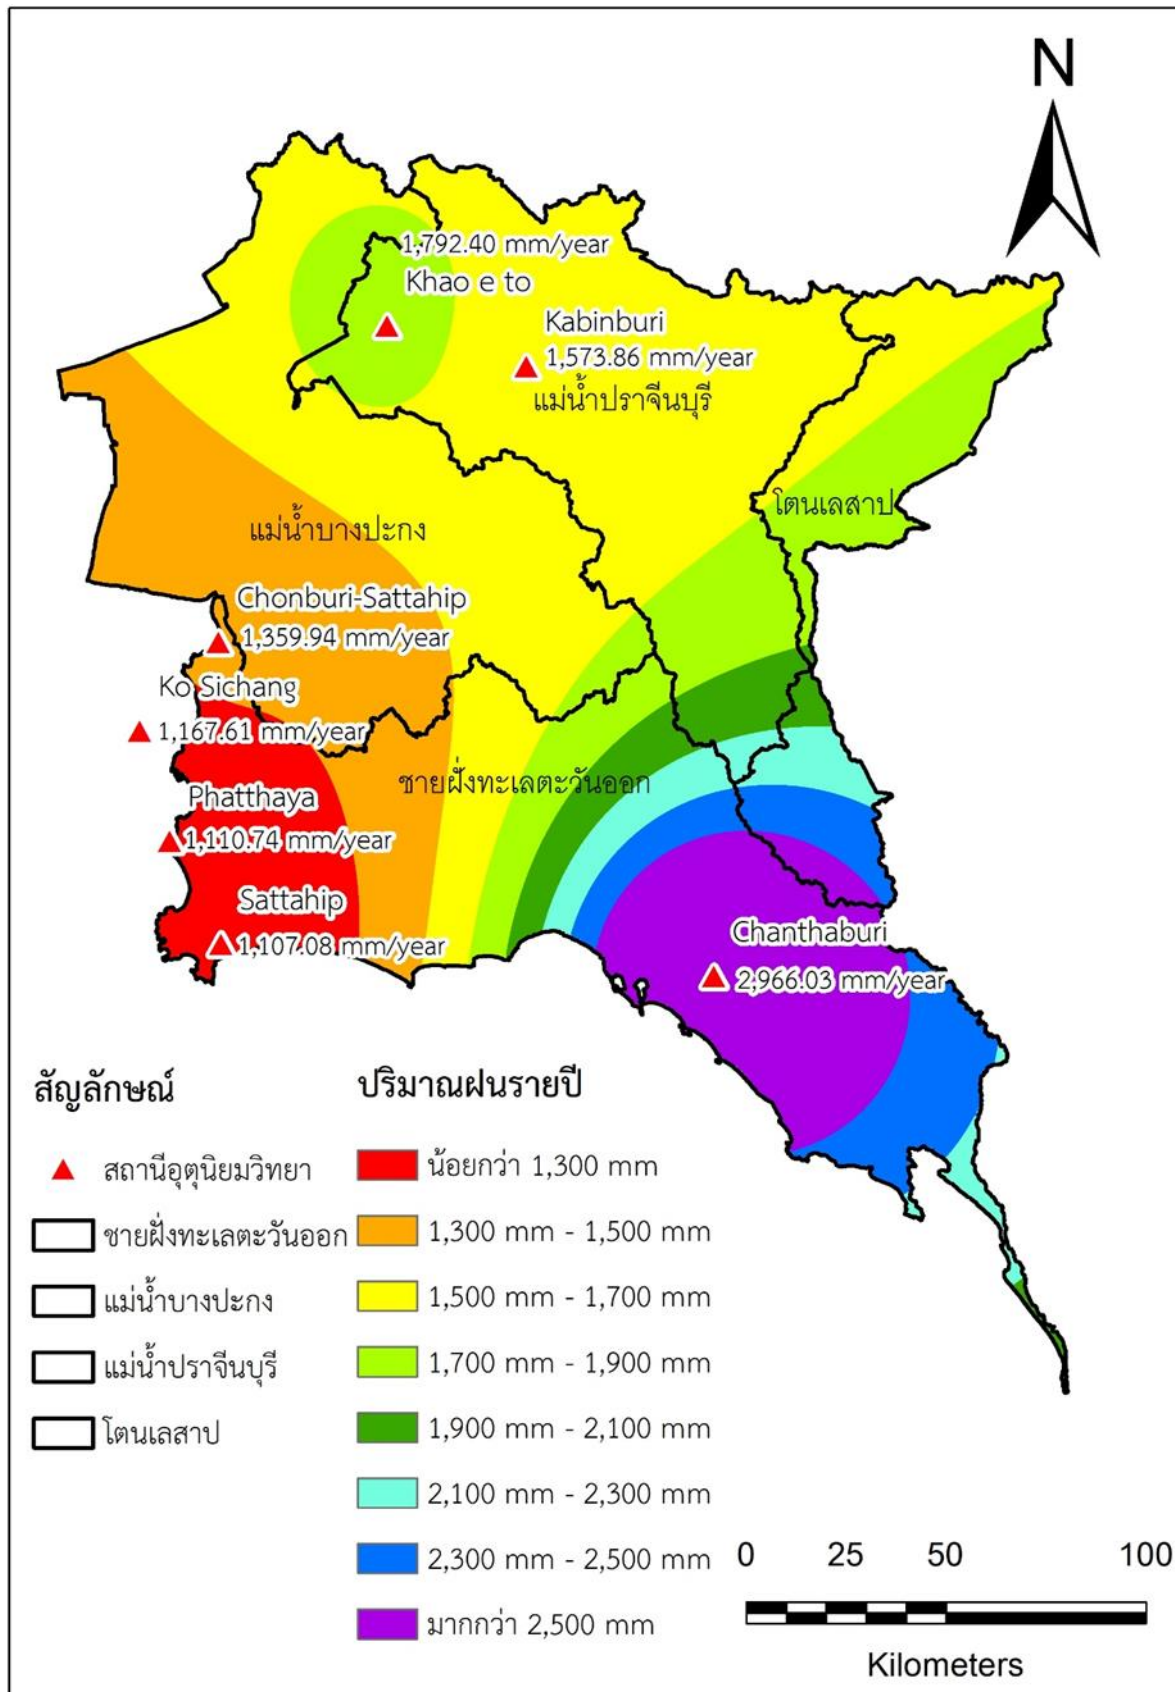 N
1,792.40 mm/year
Khao e to
Kabinburi
1,573.86 mm/year
แม่น้ำปราจีนบุรี
โตนเลสาป
แม่น้ำบางปะกง
Chonburi-Sattahip
1,359.94 mm/year
Ko Sichang
1,167.61 mm/year
ชายฝั่งทะเลตะวันออก
Phatthaya
1,110.74 mm/year
Sattahip
1,107.08 mm/year
Chanthaburi
2,966.03 mm/year
สัญลักษณ์
สถานีอุตุนิยมวิทยา
ชายฝั่งทะเลตะวันออก
แม่น้ำบางปะกง
แม่น้ำปราจีนบุรี
โตนเลสาป
ปริมาณฝนรายปี
น้อยกว่า 1,300 mm
1,300 mm - 1,500 mm
1,500 mm - 1,700 mm
1,700 mm - 1,900 mm
1,900 mm - 2,100 mm
2,100 mm - 2,300 mm
2,300 mm - 2,500 mm
มากกว่า 2,500 mm
0 25 50 100
Kilometers